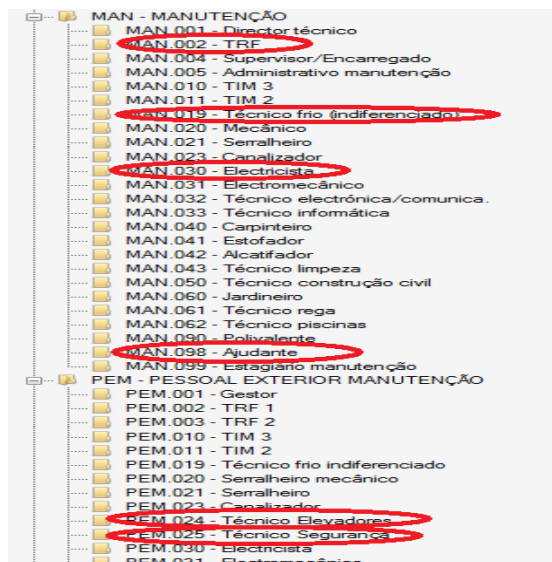 MAN - MANUTENÇÃO
MAN.001 - Director técnico
MAN.002 - TRF
MAN.004 - Supervisor/Encarregado
MAN.005 - Administrativo manutenção
MAN.010 - TIM 3
MAN.011 - TIM 2
MAN.019 - Técnico frio (indiferenciado)
MAN.020 - Mecânico
MAN.021 - Serralheiro
MAN.023 - Canalizador
MAN.030 - Electricista
MAN.031 - Electromecânico
MAN.032 - Técnico electrónica/comunica.
MAN.033 - Técnico informática
MAN.040 - Carpinteiro
MAN.041 - Estofador
MAN.042 - Alcatifador
MAN.043 - Técnico limpeza
MAN.050 - Técnico construção civil
MAN.060 - Jardineiro
MAN.061 - Técnico rega
MAN.062 - Técnico piscinas
MAN.090 - Polivalente
MAN.098 - Ajudante
MAN.099 - Estagiário manutenção
PEM - PESSOAL EXTERIOR MANUTENÇÃO
PEM.001 - Gestor
PEM.002 - TRF 1
PEM.003 - TRF 2
PEM.010 - TIM 3
PEM.011 - TIM 2
PEM.019 - Técnico frio indiferenciado
PEM.020 - Serralheiro mecânico
PEM.021 - Serralheiro
PEM.023 - Canalizador
PEM.024 - Técnico Elevadores
PEM.025 - Técnico Segurança
PEM.030 - Electricista
PEM.031 - Electromecânico